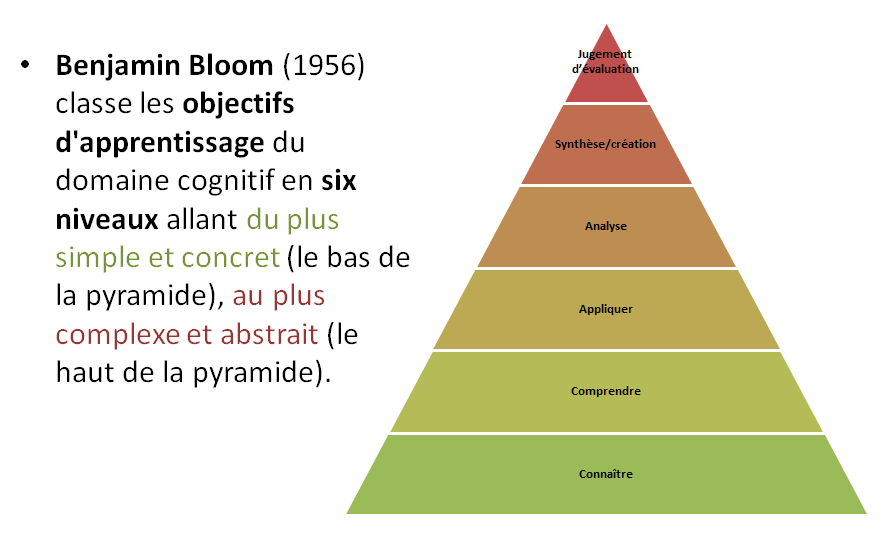 • Benjamin Bloom (1956)
classe les objectifs
d'apprentissage du
domaine cognitif en six
niveaux allant du plus
simple et concret (le bas de
la pyramide), au plus
complexe et abstrait (le
haut de la pyramide).
Jugement
d’évaluation
Synthèse/création
Analyse
Appliquer
Comprendre
Connaître